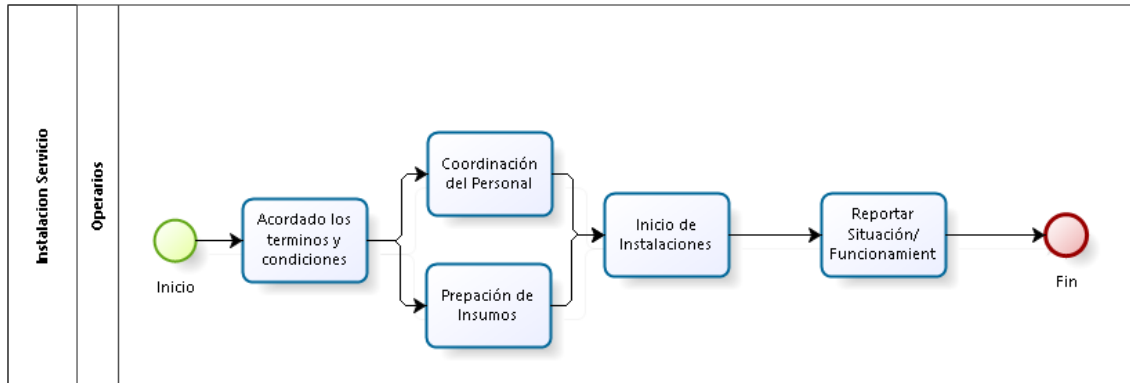 Instalacion Servicio
Operarios
Inicio
Acordado los
terminos y
condiciones
Coordinación
del Personal
Prepación de
Insumos
Inicio de
Instalaciones
Reportar
Situación/
Funcionamient
Fin